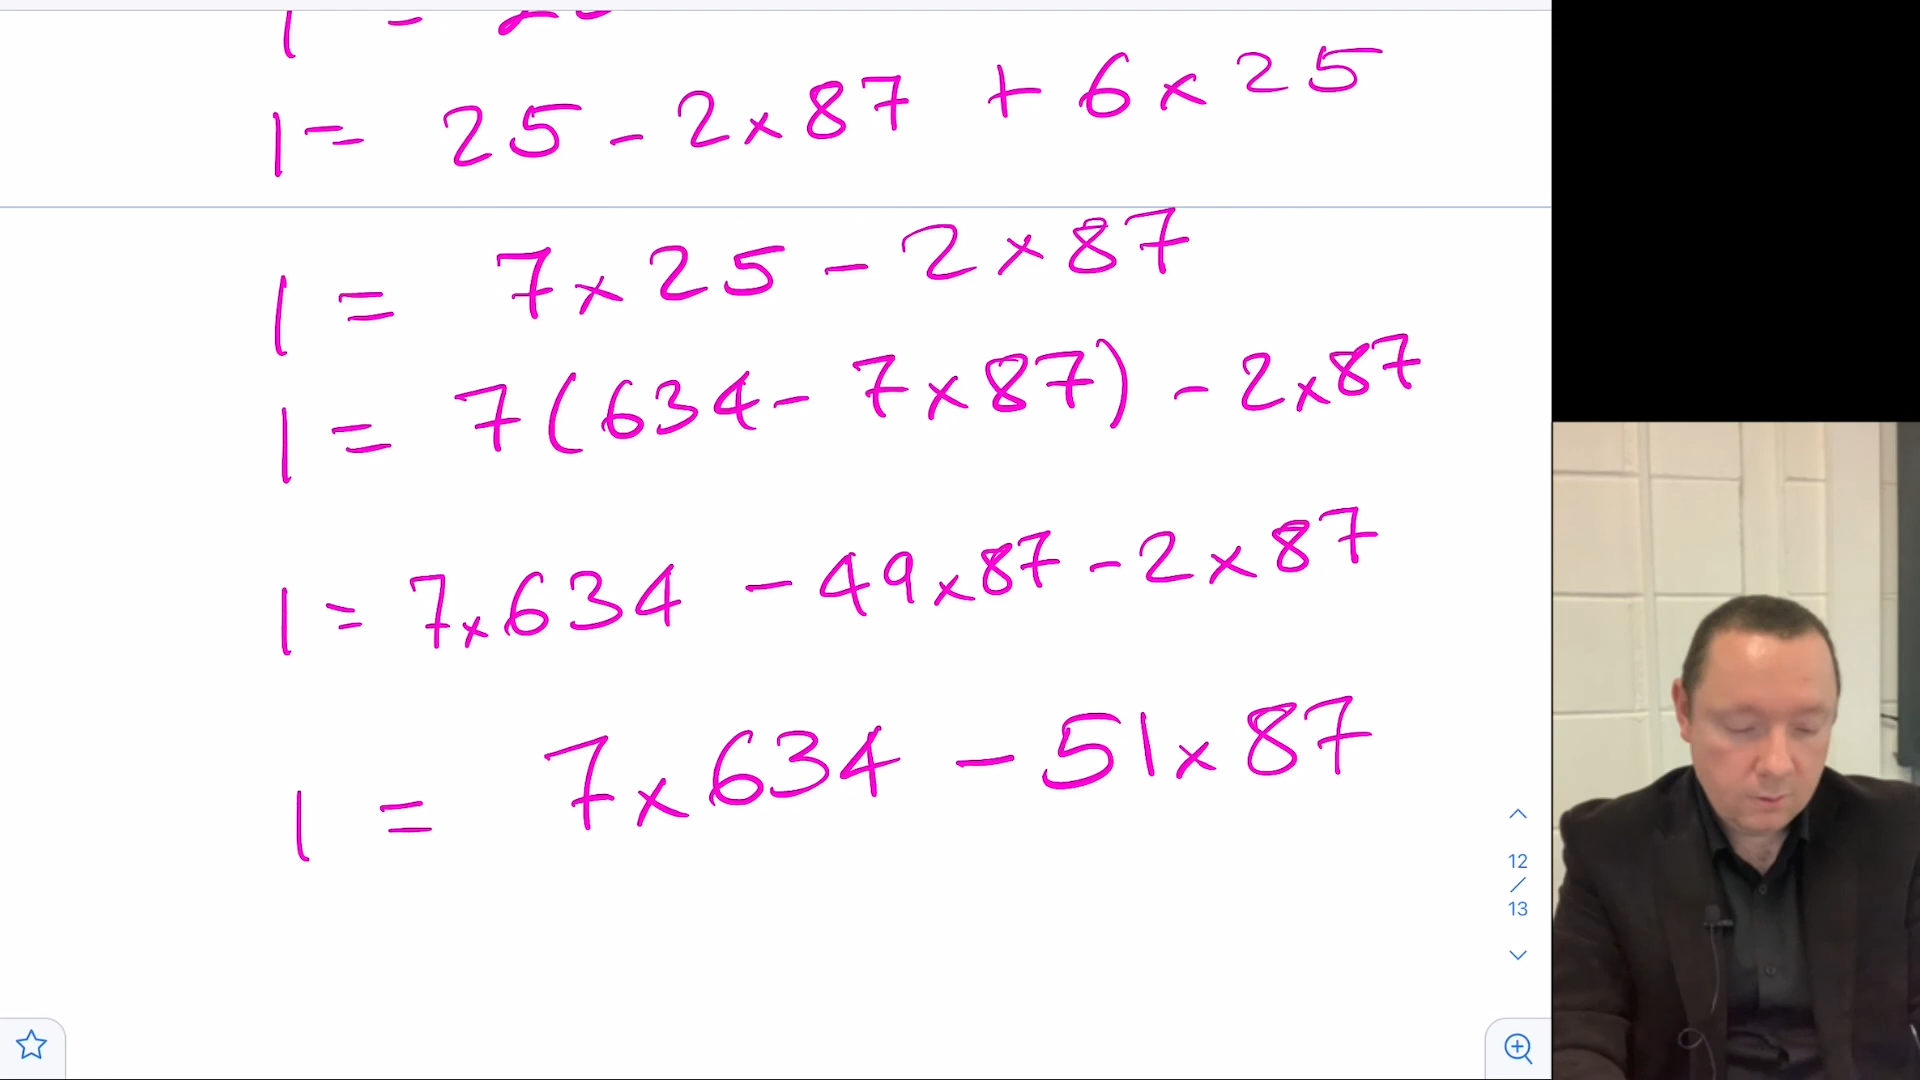 1 = 25 - 2 x 87 + 6 x 25
1 = 7 x 25 - 2 x 87
1 = 7(634 - 7 x 87) - 2 x 87
1 = 7 x 634 - 49 x 87 - 2 x 87
1 = 7 x 634 - 51 x 87
12
/
13